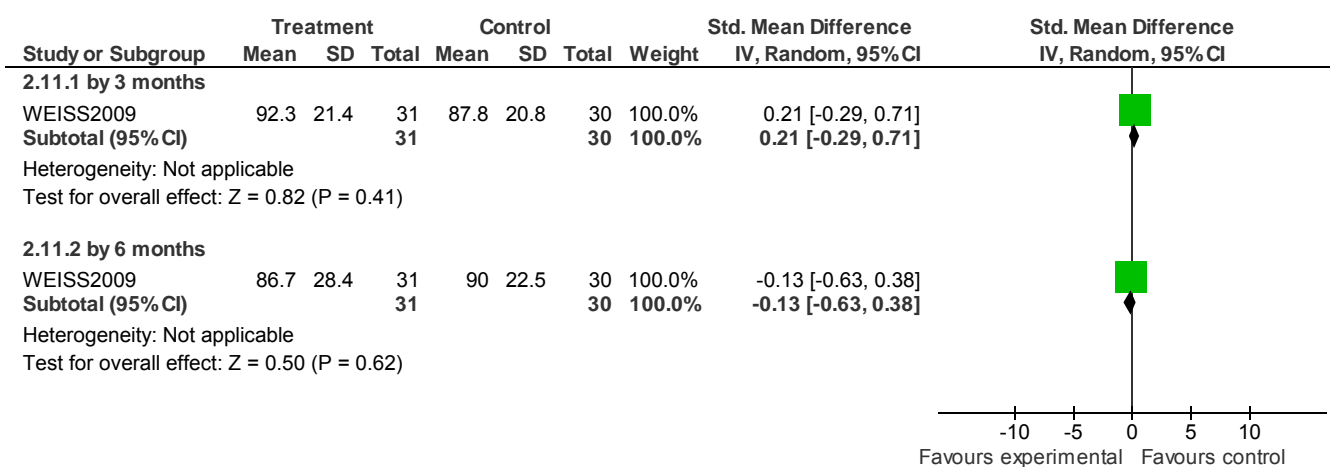 Treatment Control Std. Mean Difference Std. Mean Difference
Study or Subgroup Mean SD Total Mean SD Total Weight IV, Random, 95% CI IV, Random, 95% CI
2.11.1 by 3 months
WEISS2009 92.3 21.4 31 87.8 20.8 30 100.0% 0.21 [-0.29, 0.71]
Subtotal (95% CI) 31 30 100.0% 0.21 [-0.29, 0.71]
Heterogeneity: Not applicable
Test for overall effect: Z = 0.82 (P = 0.41)
2.11.2 by 6 months
WEISS2009 86.7 28.4 31 90 22.5 30 100.0% -0.13 [-0.63, 0.38]
Subtotal (95% CI) 31 30 100.0% -0.13 [-0.63, 0.38]
Heterogeneity: Not applicable
Test for overall effect: Z = 0.50 (P = 0.62)
-10 -5 0 5 10
Favours experimental Favours control